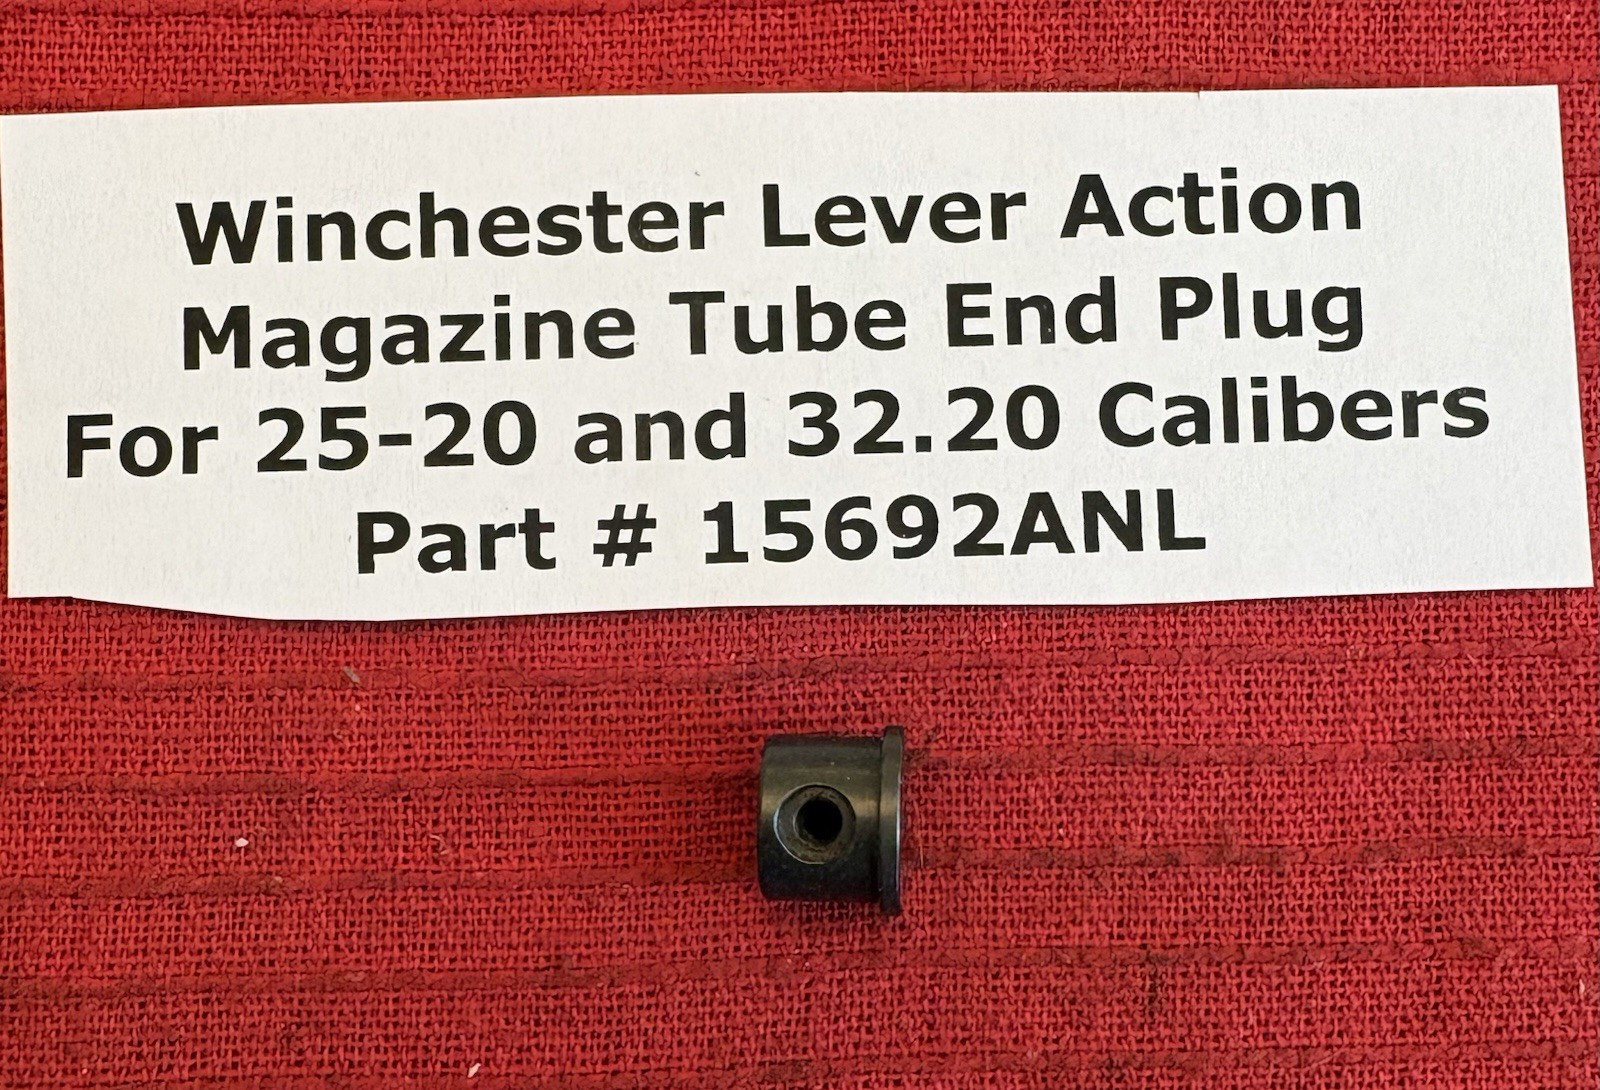 Winchester Lever Action
Magazine Tube End Plug
For 25-20 and 32.20 Calibers
Part # 15692ANL